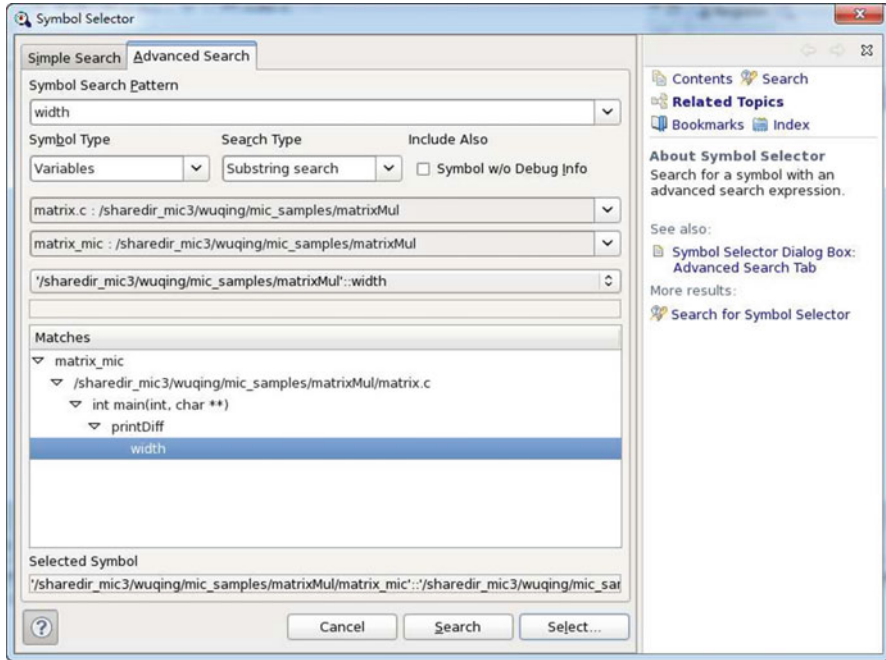 Symbol Selector
Simple Search Advanced Search
Symbol Search Pattern
width
Symbol Type Search Type Include Also
Variables Substring search Symbol w/o Debug Info
matrix.c : /sharedir_mic3/wuqing/mic_samples/matrixMul
matrix_mic : /sharedir_mic3/wuqing/mic_samples/matrixMul
'/sharedir_mic3/wuqing/mic_samples/matrixMul'::width
Matches
matrix_mic
/sharedir_mic3/wuqing/mic_samples/matrixMul/matrix.c
int main(int, char **)
printDiff
width
Selected Symbol
'/sharedir_mic3/wuqing/mic_samples/matrixMul/matrix_mic'::'/sharedir_mic3/wuqing/mic_sar
? Cancel Search Select...
Contents Search
Related Topics
Bookmarks Index
About Symbol Selector
Search for a symbol with an
advanced search expression.
See also:
Symbol Selector Dialog Box:
Advanced Search Tab
More results:
Search for Symbol Selector